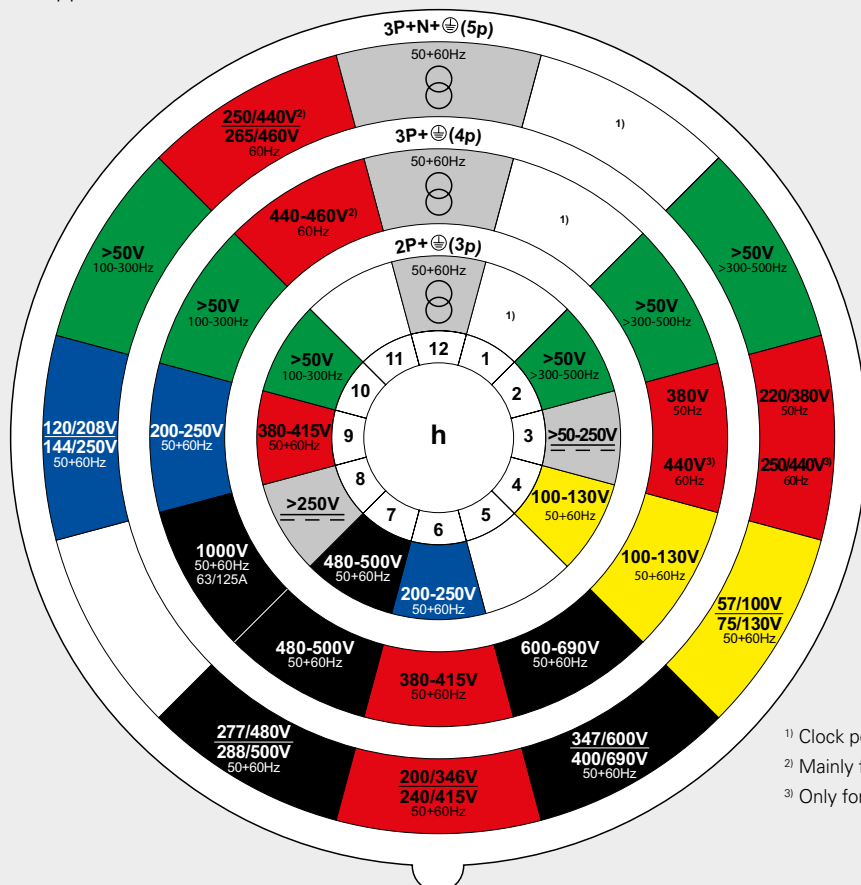 3P+N+⏚(5p)
50+60Hz
1)
>50V
>300-500Hz
220/380V
50Hz
250/440V3)
60Hz
57/100V
75/130V
50+60Hz
347/600V
400/690V
50+60Hz
200/346V
240/415V
50+60Hz
277/480V
288/500V
50+60Hz
120/208V
144/250V
50+60Hz
>50V
100-300Hz
250/440V2)
265/460V
60Hz
3P+⏚(4p)
50+60Hz
1)
>50V
>300-500Hz
380V
50Hz
440V3)
60Hz
100-130V
50+60Hz
600-690V
50+60Hz
380-415V
50+60Hz
480-500V
50+60Hz
1000V
50+60Hz
63/125A
200-250V
50+60Hz
>50V
100-300Hz
440-460V2)
60Hz
2P+⏚(3p)
50+60Hz
1)
>50V
>300-500Hz
>50-250V
100-130V
50+60Hz
200-250V
50+60Hz
480-500V
50+60Hz
>250V
380-415V
50+60Hz
>50V
100-300Hz
12
1
2
3
4
5
6
7
8
9
10
11
h
1) Clock
2) Mainly
3) Only for